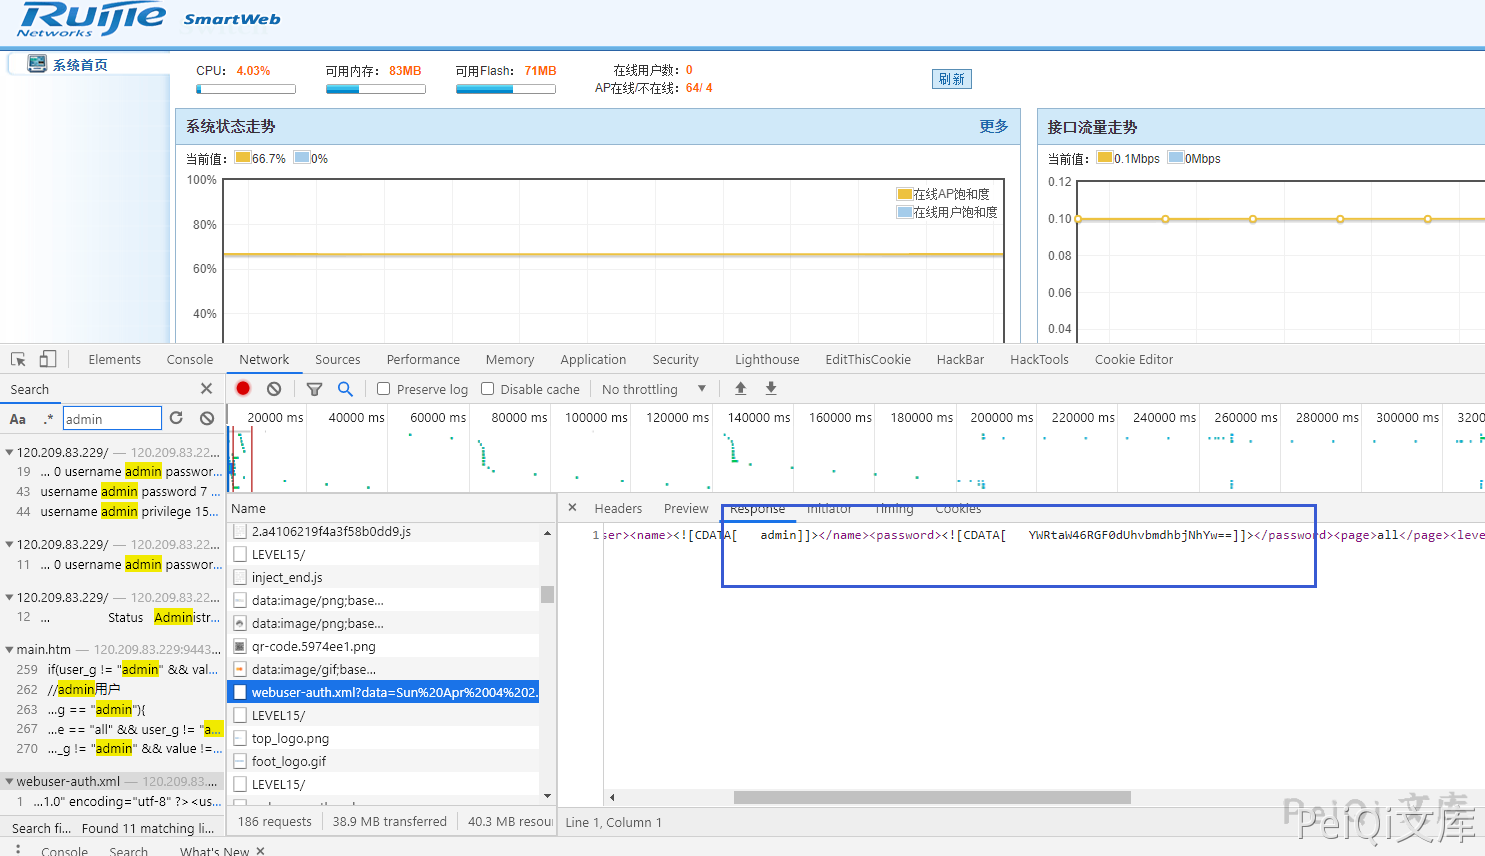 Ruijie
Networks
SmartWeb
系统首页
CPU： 4.03%
可用内存： 83MB
可用Flash： 71MB
在线用户数：0
AP在线/不在线：64/ 4
刷新
系统状态走势
更多
当前值： 66.7% 0%
100%
80%
60%
40%
在线AP饱和度
在线用户饱和度
接口流量走势
当前值： 0.1Mbps 0Mbps
0.12
0.10
0.08
0.06
0.04
Elements Console Network Sources Performance Memory Application Security Lighthouse EditThisCookie HackBar HackTools Cookie Editor
Search
Aa .* admin
120.209.83.229/ — 120.209.83.22...
19 ... 0 username admin passwor...
43 username admin password 7 ...
44 username admin privilege 15...
120.209.83.229/ — 120.209.83.22...
11 ... 0 username admin passwor...
120.209.83.229/ — 120.209.83.22...
12 ... Status Administr...
main.htm — 120.209.83.229:9443...
259 if(user_g != "admin" && val...
262 //admin用户
263 ...g == "admin"){
267 ...e == "all" && user_g != "a...
270 ..._g != "admin" && value !=...
webuser-auth.xml — 120.209.83....
1 ...1.0" encoding="utf-8" ?><us...
Search fi... Found 11 matching li...
Preserve log Disable cache No throttling
20000 ms 40000 ms 60000 ms 80000 ms 100000 ms 120000 ms 140000 ms 160000 ms 180000 ms 200000 ms 220000 ms 240000 ms 260000 ms 280000 ms 300000 ms 3200
Name
2.a4106219f4a3f58b0dd9.js
LEVEL15/
inject_end.js
data:image/png;base...
data:image/png;base...
qr-code.5974ee1.png
data:image/gif;base...
webuser-auth.xml?data=Sun%20Apr%2004%202.
LEVEL15/
top_logo.png
foot_logo.gif
LEVEL15/
186 requests 38.9 MB transferred 40.3 MB resou
Headers Preview Response Initiator Timing Cookies
1 ser><name><![CDATA[ admin]]></name><password><![CDATA[ YWRtaW46RGF0dUhvbmdhbjNhYw==]]></password><page>all</page><leve
Line 1, Column 1
Console Search What's New
PeiQi 文库
PeiQi文库